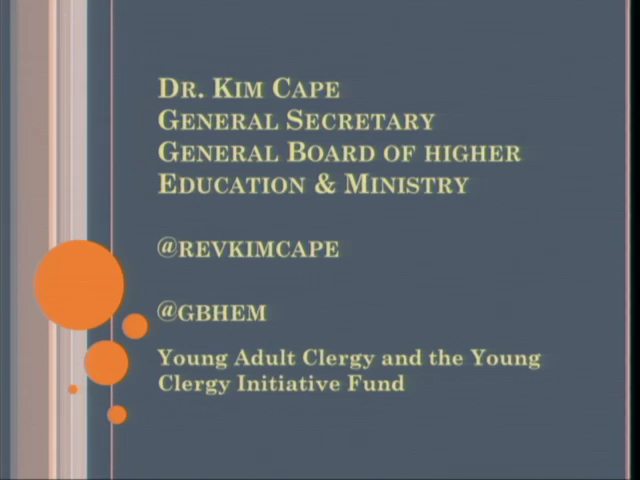 Dr. Kim Cape
General Secretary
General Board of higher
Education & Ministry
@revkimcape
@gbhem
Young Adult Clergy and the Young
Clergy Initiative Fund